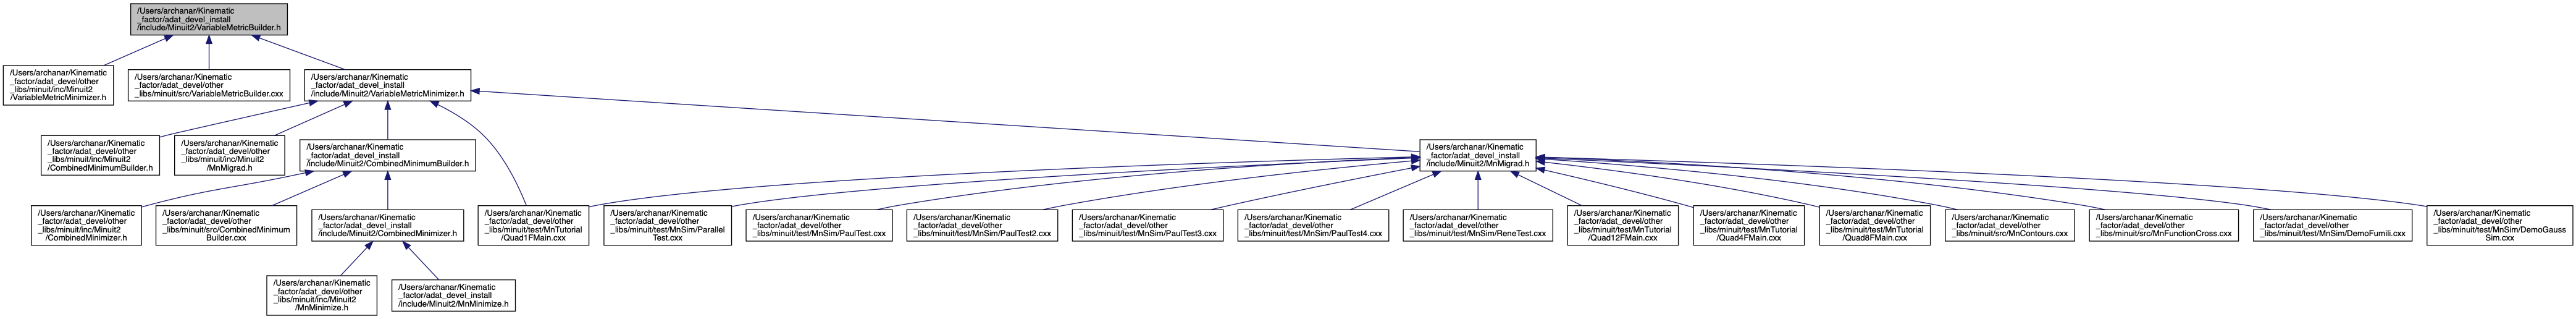 /Users/archanar/Kinematic
_factor/adat_devel_install
/include/Minuit2/VariableMetricBuilder.h
/Users/archanar/Kinematic
_factor/adat_devel/other
_libs/minuit/inc/Minuit2
/VariableMetricMinimizer.h
/Users/archanar/Kinematic
_factor/adat_devel/other
_libs/minuit/src/VariableMetricBuilder.cxx
/Users/archanar/Kinematic
_factor/adat_devel_install
/include/Minuit2/VariableMetricMinimizer.h
/Users/archanar/Kinematic
_factor/adat_devel/other
_libs/minuit/inc/Minuit2
/CombinedMinimumBuilder.h
/Users/archanar/Kinematic
_factor/adat_devel/other
_libs/minuit/inc/Minuit2
/MnMigrad.h
/Users/archanar/Kinematic
_factor/adat_devel_install
/include/Minuit2/CombinedMinimumBuilder.h
/Users/archanar/Kinematic
_factor/adat_devel_install
/include/Minuit2/MnMigrad.h
/Users/archanar/Kinematic
_factor/adat_devel/other
_libs/minuit/inc/Minuit2
/CombinedMinimizer.h
/Users/archanar/Kinematic
_factor/adat_devel/other
_libs/minuit/src/CombinedMinimum
Builder.cxx
/Users/archanar/Kinematic
_factor/adat_devel_install
/include/Minuit2/CombinedMinimizer.h
/Users/archanar/Kinematic
_factor/adat_devel/other
_libs/minuit/test/MnTutorial
/Quad1FMain.cxx
/Users/archanar/Kinematic
_factor/adat_devel/other
_libs/minuit/test/MnSim/Parallel
Test.cxx
/Users/archanar/Kinematic
_factor/adat_devel/other
_libs/minuit/test/MnSim/PaulTest.cxx
/Users/archanar/Kinematic
_factor/adat_devel/other
_libs/minuit/test/MnSim/PaulTest2.cxx
/Users/archanar/Kinematic
_factor/adat_devel/other
_libs/minuit/test/MnSim/PaulTest3.cxx
/Users/archanar/Kinematic
_factor/adat_devel/other
_libs/minuit/test/MnSim/PaulTest4.cxx
/Users/archanar/Kinematic
_factor/adat_devel/other
_libs/minuit/test/MnSim/ReneTest.cxx
/Users/archanar/Kinematic
_factor/adat_devel/other
_libs/minuit/test/MnTutorial
/Quad12FMain.cxx
/Users/archanar/Kinematic
_factor/adat_devel/other
_libs/minuit/test/MnTutorial
/Quad4FMain.cxx
/Users/archanar/Kinematic
_factor/adat_devel/other
_libs/minuit/test/MnTutorial
/Quad8FMain.cxx
/Users/archanar/Kinematic
_factor/adat_devel/other
_libs/minuit/src/MnContours.cxx
/Users/archanar/Kinematic
_factor/adat_devel/other
_libs/minuit/src/MnFunctionCross.cxx
/Users/archanar/Kinematic
_factor/adat_devel/other
_libs/minuit/test/MnSim/DemoFumili.cxx
/Users/archanar/Kinematic
_factor/adat_devel/other
_libs/minuit/test/MnSim/DemoGauss
Sim.cxx
/Users/archanar/Kinematic
_factor/adat_devel/other
_libs/minuit/inc/Minuit2
/MnMinimize.h
/Users/archanar/Kinematic
_factor/adat_devel_install
/include/Minuit2/MnMinimize.h